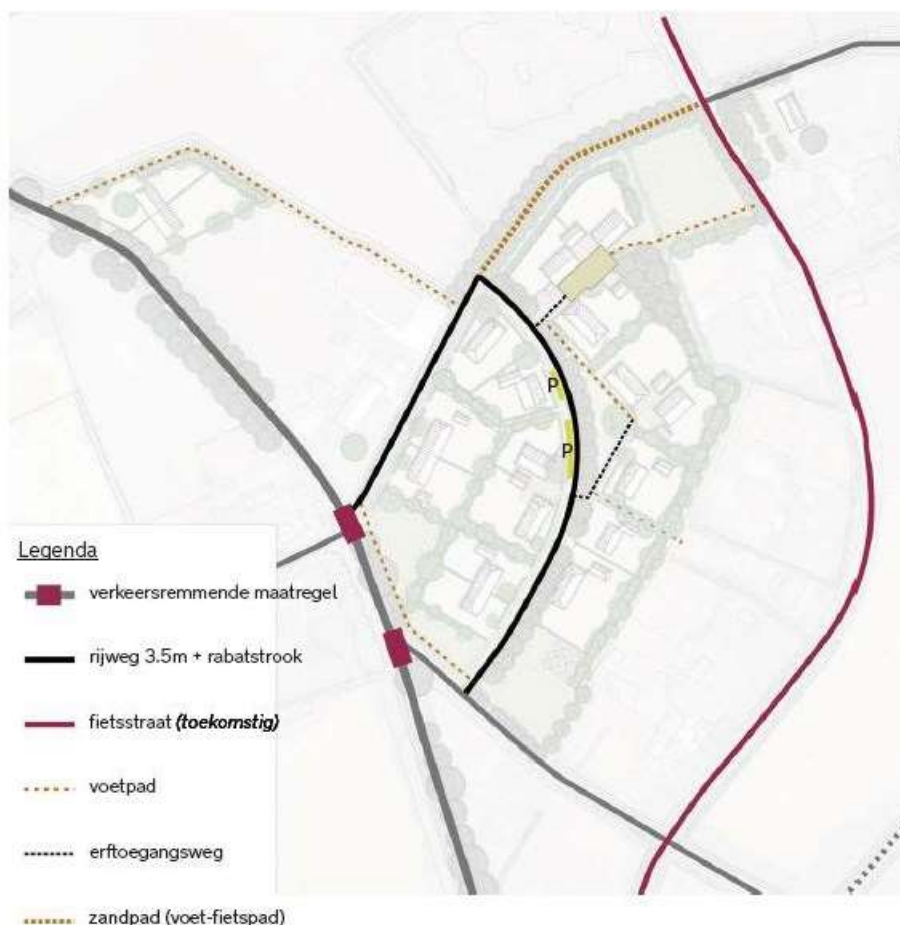 P
P
Legenda
verkeersremmende maatregel
rijweg 3.5m + rabatstrook
fietsstraat (toekomstig)
voetpad
erftoegangsweg
zandpad (voet-fietspad)